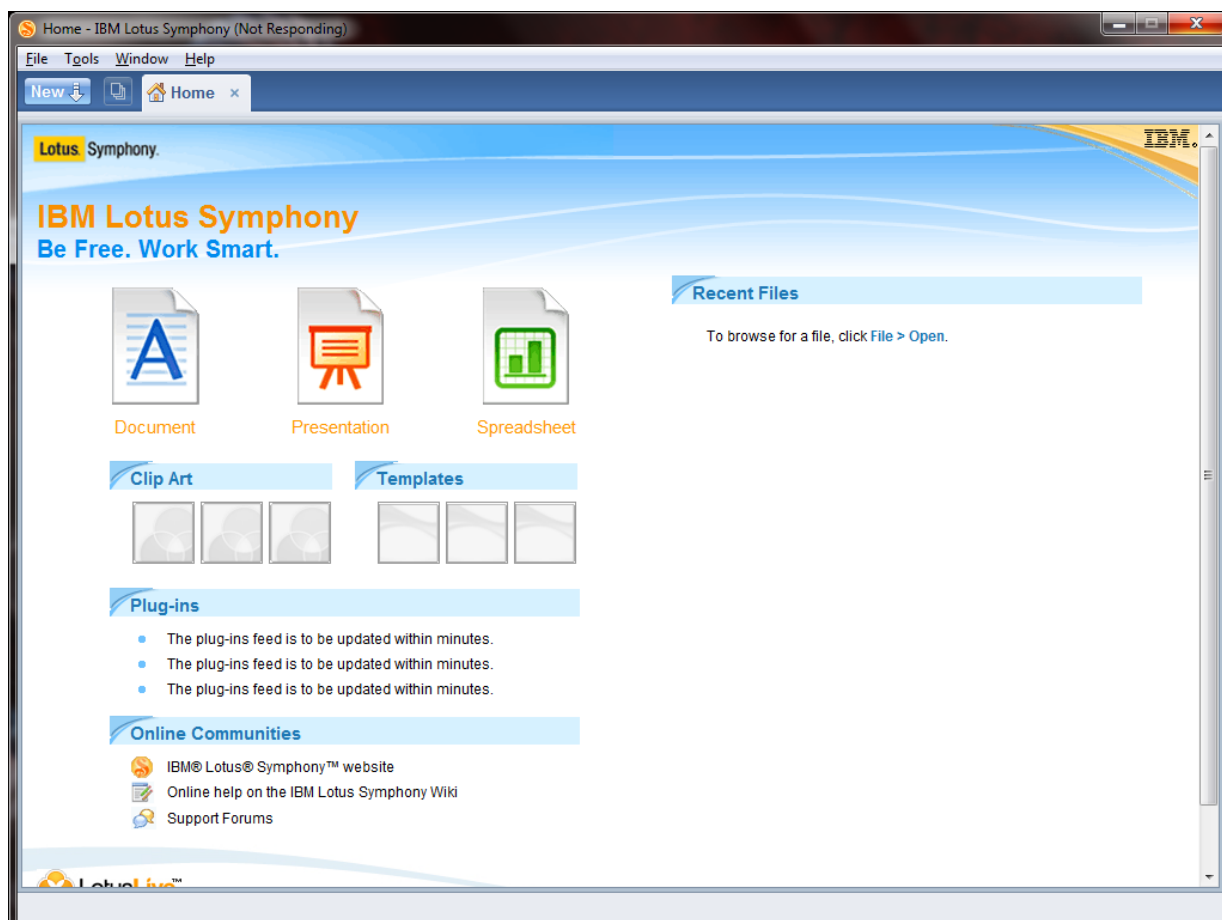 Home - IBM Lotus Symphony (Not Responding)
File Tools Window Help
New Home
Lotus. Symphony.
IBM.
IBM Lotus Symphony
Be Free. Work Smart.
Document Presentation Spreadsheet
Recent Files
To browse for a file, click File > Open.
Clip Art Templates
Plug-ins
The plug-ins feed is to be updated within minutes.
The plug-ins feed is to be updated within minutes.
The plug-ins feed is to be updated within minutes.
Online Communities
IBM® Lotus® Symphony™ website
Online help on the IBM Lotus Symphony Wiki
Support Forums
LotusLive™